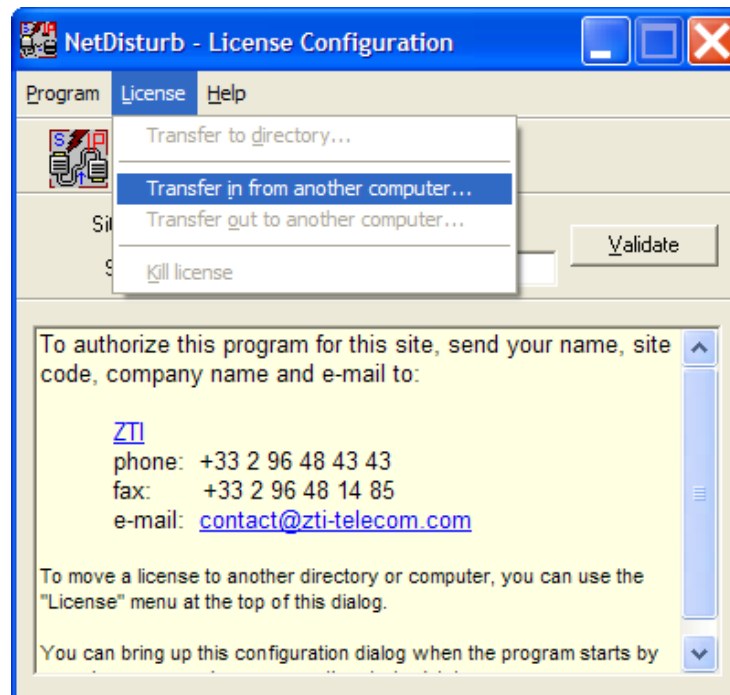 NetDisturb - License Configuration
Program License Help
S P
Transfer to directory...
Transfer in from another computer...
Transfer out to another computer...
Kill license
Si
S
Validate
To authorize this program for this site, send your name, site
code, company name and e-mail to:
ZTI
phone: +33 2 96 48 43 43
fax: +33 2 96 48 14 85
e-mail: contact@zti-telecom.com
To move a license to another directory or computer, you can use the
"License" menu at the top of this dialog.
You can bring up this configuration dialog when the program starts by